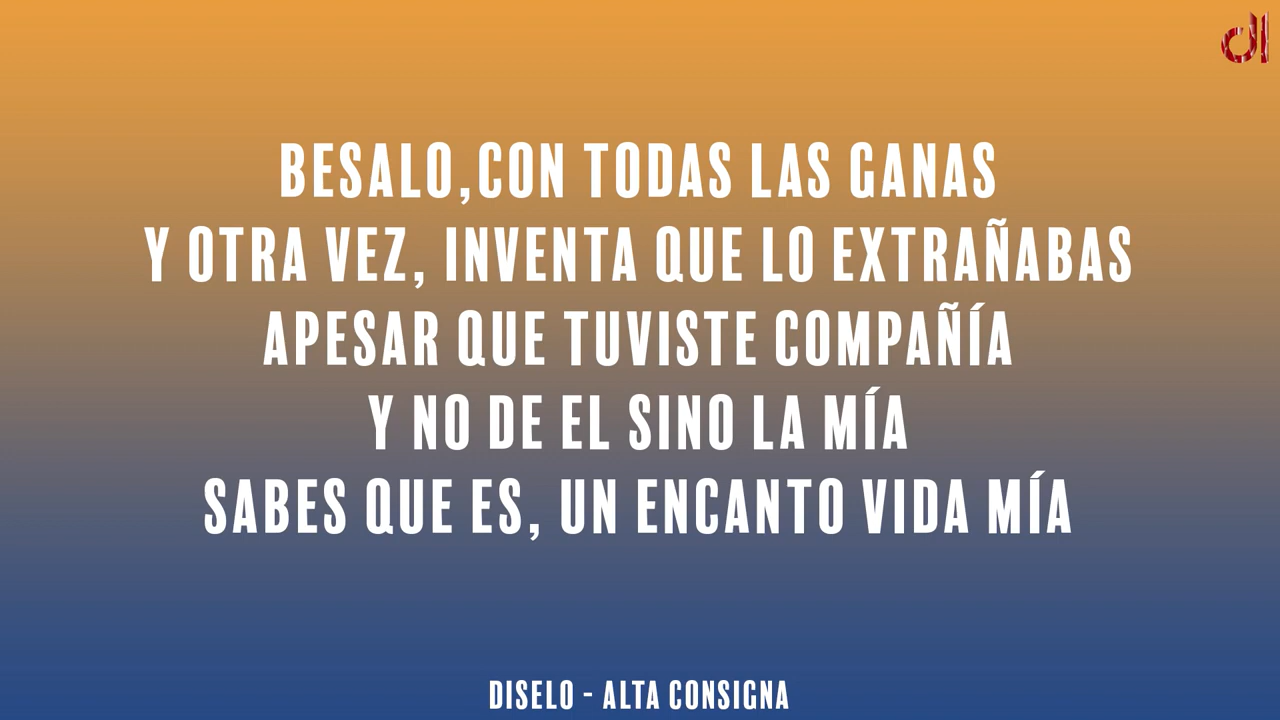 dl
BESALO,CON TODAS LAS GANAS
Y OTRA VEZ, INVENTA QUE LO EXTRAÑABAS
APESAR QUE TUVISTE COMPAÑÍA
Y NO DE EL SINO LA MÍA
SABES QUE ES, UN ENCANTO VIDA MÍA
DISELO - ALTA CONSIGNA